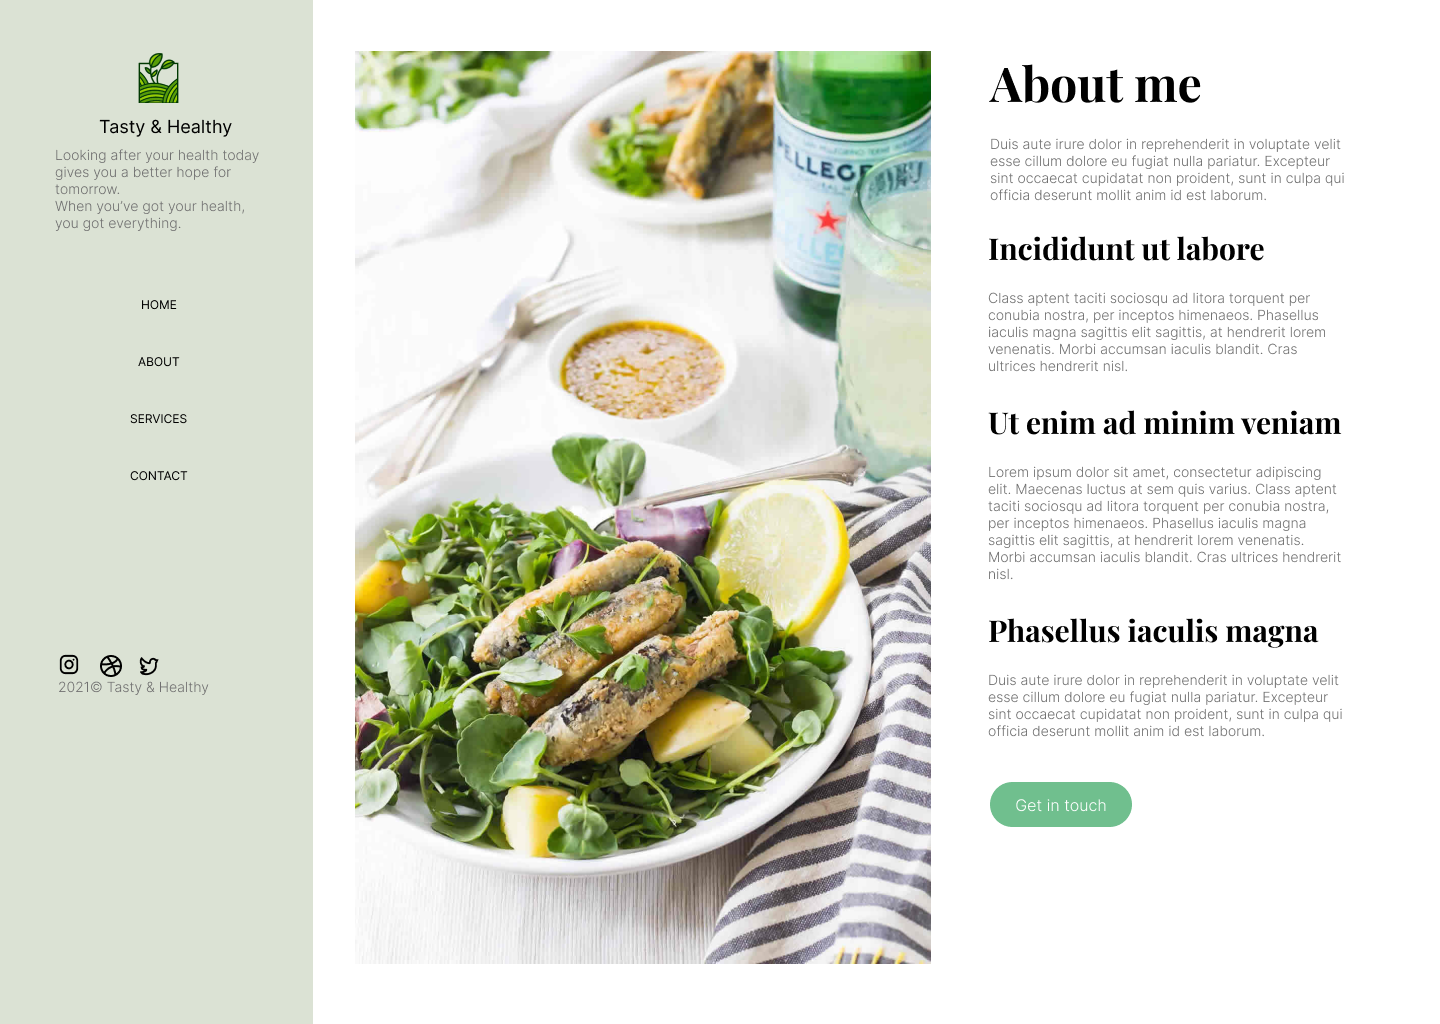 Tasty & Healthy
Looking after your health today
gives you a better hope for
tomorrow.
When you've got your health,
you got everything.
HOME
ABOUT
SERVICES
CONTACT
2021© Tasty & Healthy
PELLEG
About me
Duis aute irure dolor in reprehenderit in voluptate velit
esse cillum dolore eu fugiat nulla pariatur. Excepteur
sint occaecat cupidatat non proident, sunt in culpa qui
officia deserunt mollit anim id est laborum.
Incididunt ut labore
Class aptent taciti sociosqu ad litora torquent per
conubia nostra, per inceptos himenaeos. Phasellus
iaculis magna sagittis elit sagittis, at hendrerit lorem
venenatis. Morbi accumsan iaculis blandit. Cras
ultrices hendrerit nisl.
Ut enim ad minim veniam
Lorem ipsum dolor sit amet, consectetur adipiscing
elit. Maecenas luctus at sem quis varius. Class aptent
taciti sociosqu ad litora torquent per conubia nostra,
per inceptos himenaeos. Phasellus iaculis magna
sagittis elit sagittis, at hendrerit lorem venenatis.
Morbi accumsan iaculis blandit. Cras ultrices hendrerit
nisl.
Phasellus iaculis magna
Duis aute irure dolor in reprehenderit in voluptate velit
esse cillum dolore eu fugiat nulla pariatur. Excepteur
sint occaecat cupidatat non proident, sunt in culpa qui
officia deserunt mollit anim id est laborum.
Get in touch